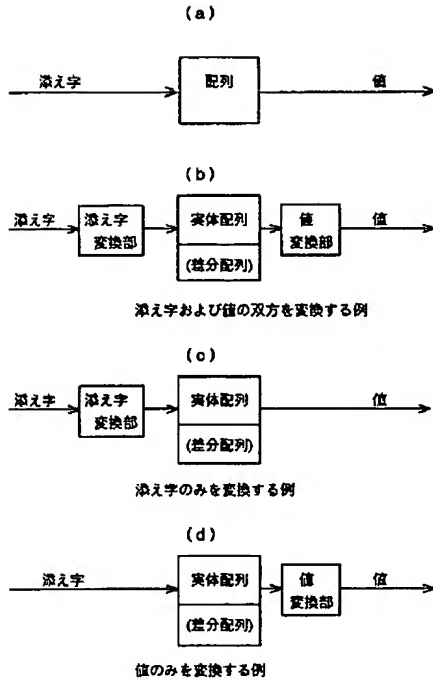 (a)
添え字
配列
値
(b)
添え字
添え字
変換部
実体配列
(差分配列)
値
変換部
値
添え字および値の双方を変換する例
(c)
添え字
添え字
変換部
実体配列
(差分配列)
値
添え字のみを変換する例
(d)
添え字
実体配列
(差分配列)
値
変換部
値
値のみを変換する例